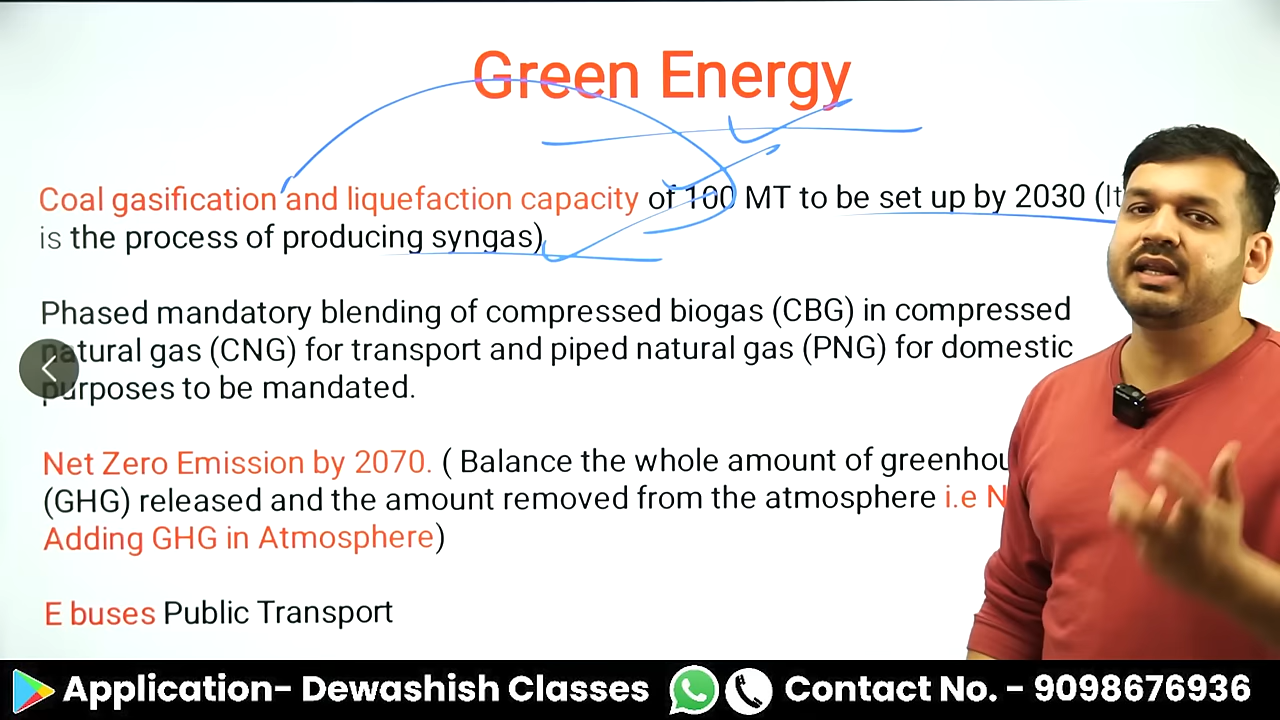 Green Energy
Coal gasification and liquefaction capacity of 100 MT to be set up by 2030 (It
is the process of producing syngas)
Phased mandatory blending of compressed biogas (CBG) in compressed
natural gas (CNG) for transport and piped natural gas (PNG) for domestic
purposes to be mandated.
Net Zero Emission by 2070. ( Balance the whole amount of
(GHG) released and the amount removed from the atmosphere i.e
Adding GHG in Atmosphere)
E buses Public Transport
Application- Dewashish Classes Contact No. - 9098676936